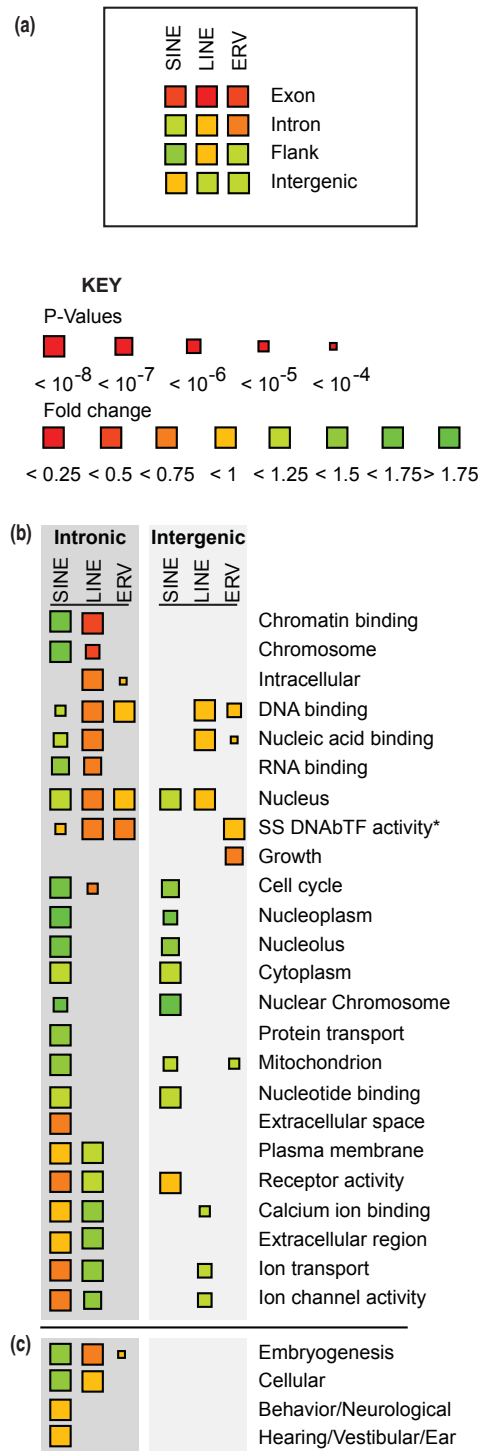 (a)
SINE LINE ERV
Exon
Intron
Flank
Intergenic
KEY
P-Values
< 10-8 < 10-7 < 10-6 < 10-5 < 10-4
Fold change
< 0.25 < 0.5 < 0.75 < 1 < 1.25 < 1.5 < 1.75 > 1.75
(b)
Intronic Intergenic
SINE LINE ERV SINE LINE ERV
Chromatin binding
Chromosome
Intracellular
DNA binding
Nucleic acid binding
RNA binding
Nucleus
SS DNAbTF activity*
Growth
Cell cycle
Nucleoplasm
Nucleolus
Cytoplasm
Nuclear Chromosome
Protein transport
Mitochondrion
Nucleotide binding
Extracellular space
Plasma membrane
Receptor activity
Calcium ion binding
Extracellular region
Ion transport
Ion channel activity
(c)
Embryogenesis
Cellular
Behavior/Neurological
Hearing/Vestibular/Ear